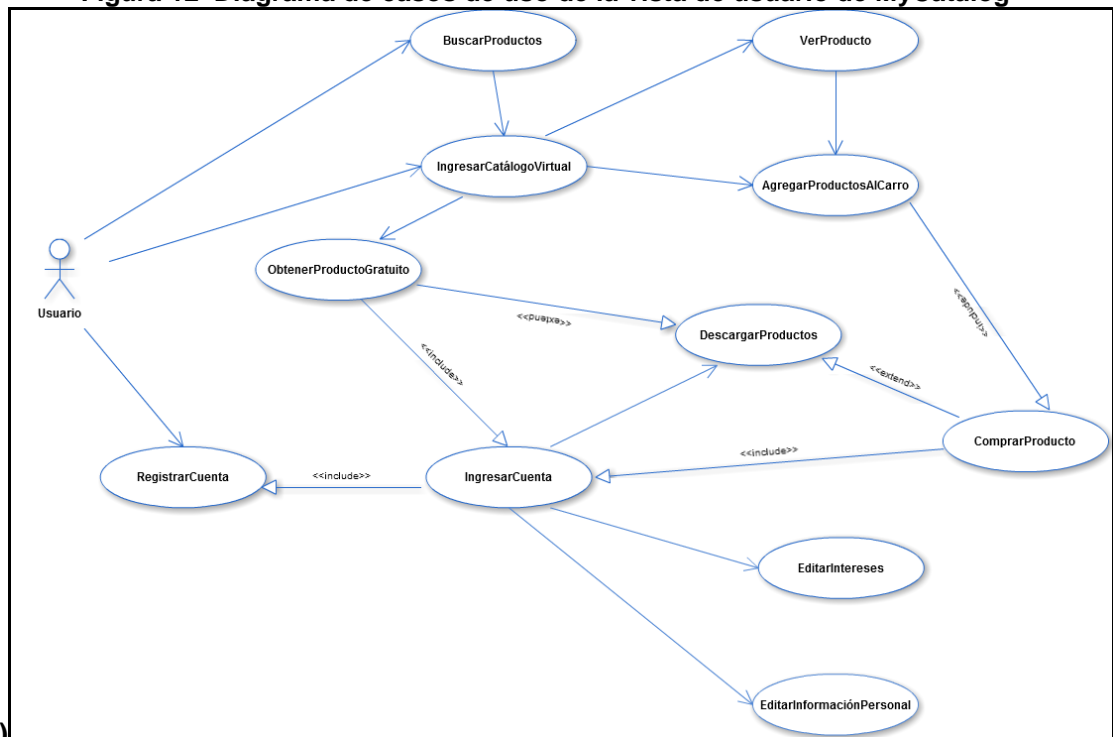 Figura 12 Diagrama de casos de uso de la vista de usuario de MyCatalog
BuscarProductos
VerProducto
IngresarCatálogoVirtual
AgregarProductosAlCarro
ObtenerProductoGratuito
Usuario
<<extend>>
<<include>>
DescargarProductos
<<include>>
<<extend>>
ComprarProducto
<<include>>
RegistrarCuenta
<<include>>
IngresarCuenta
EditarIntereses
EditarInformaciónPersonal
)